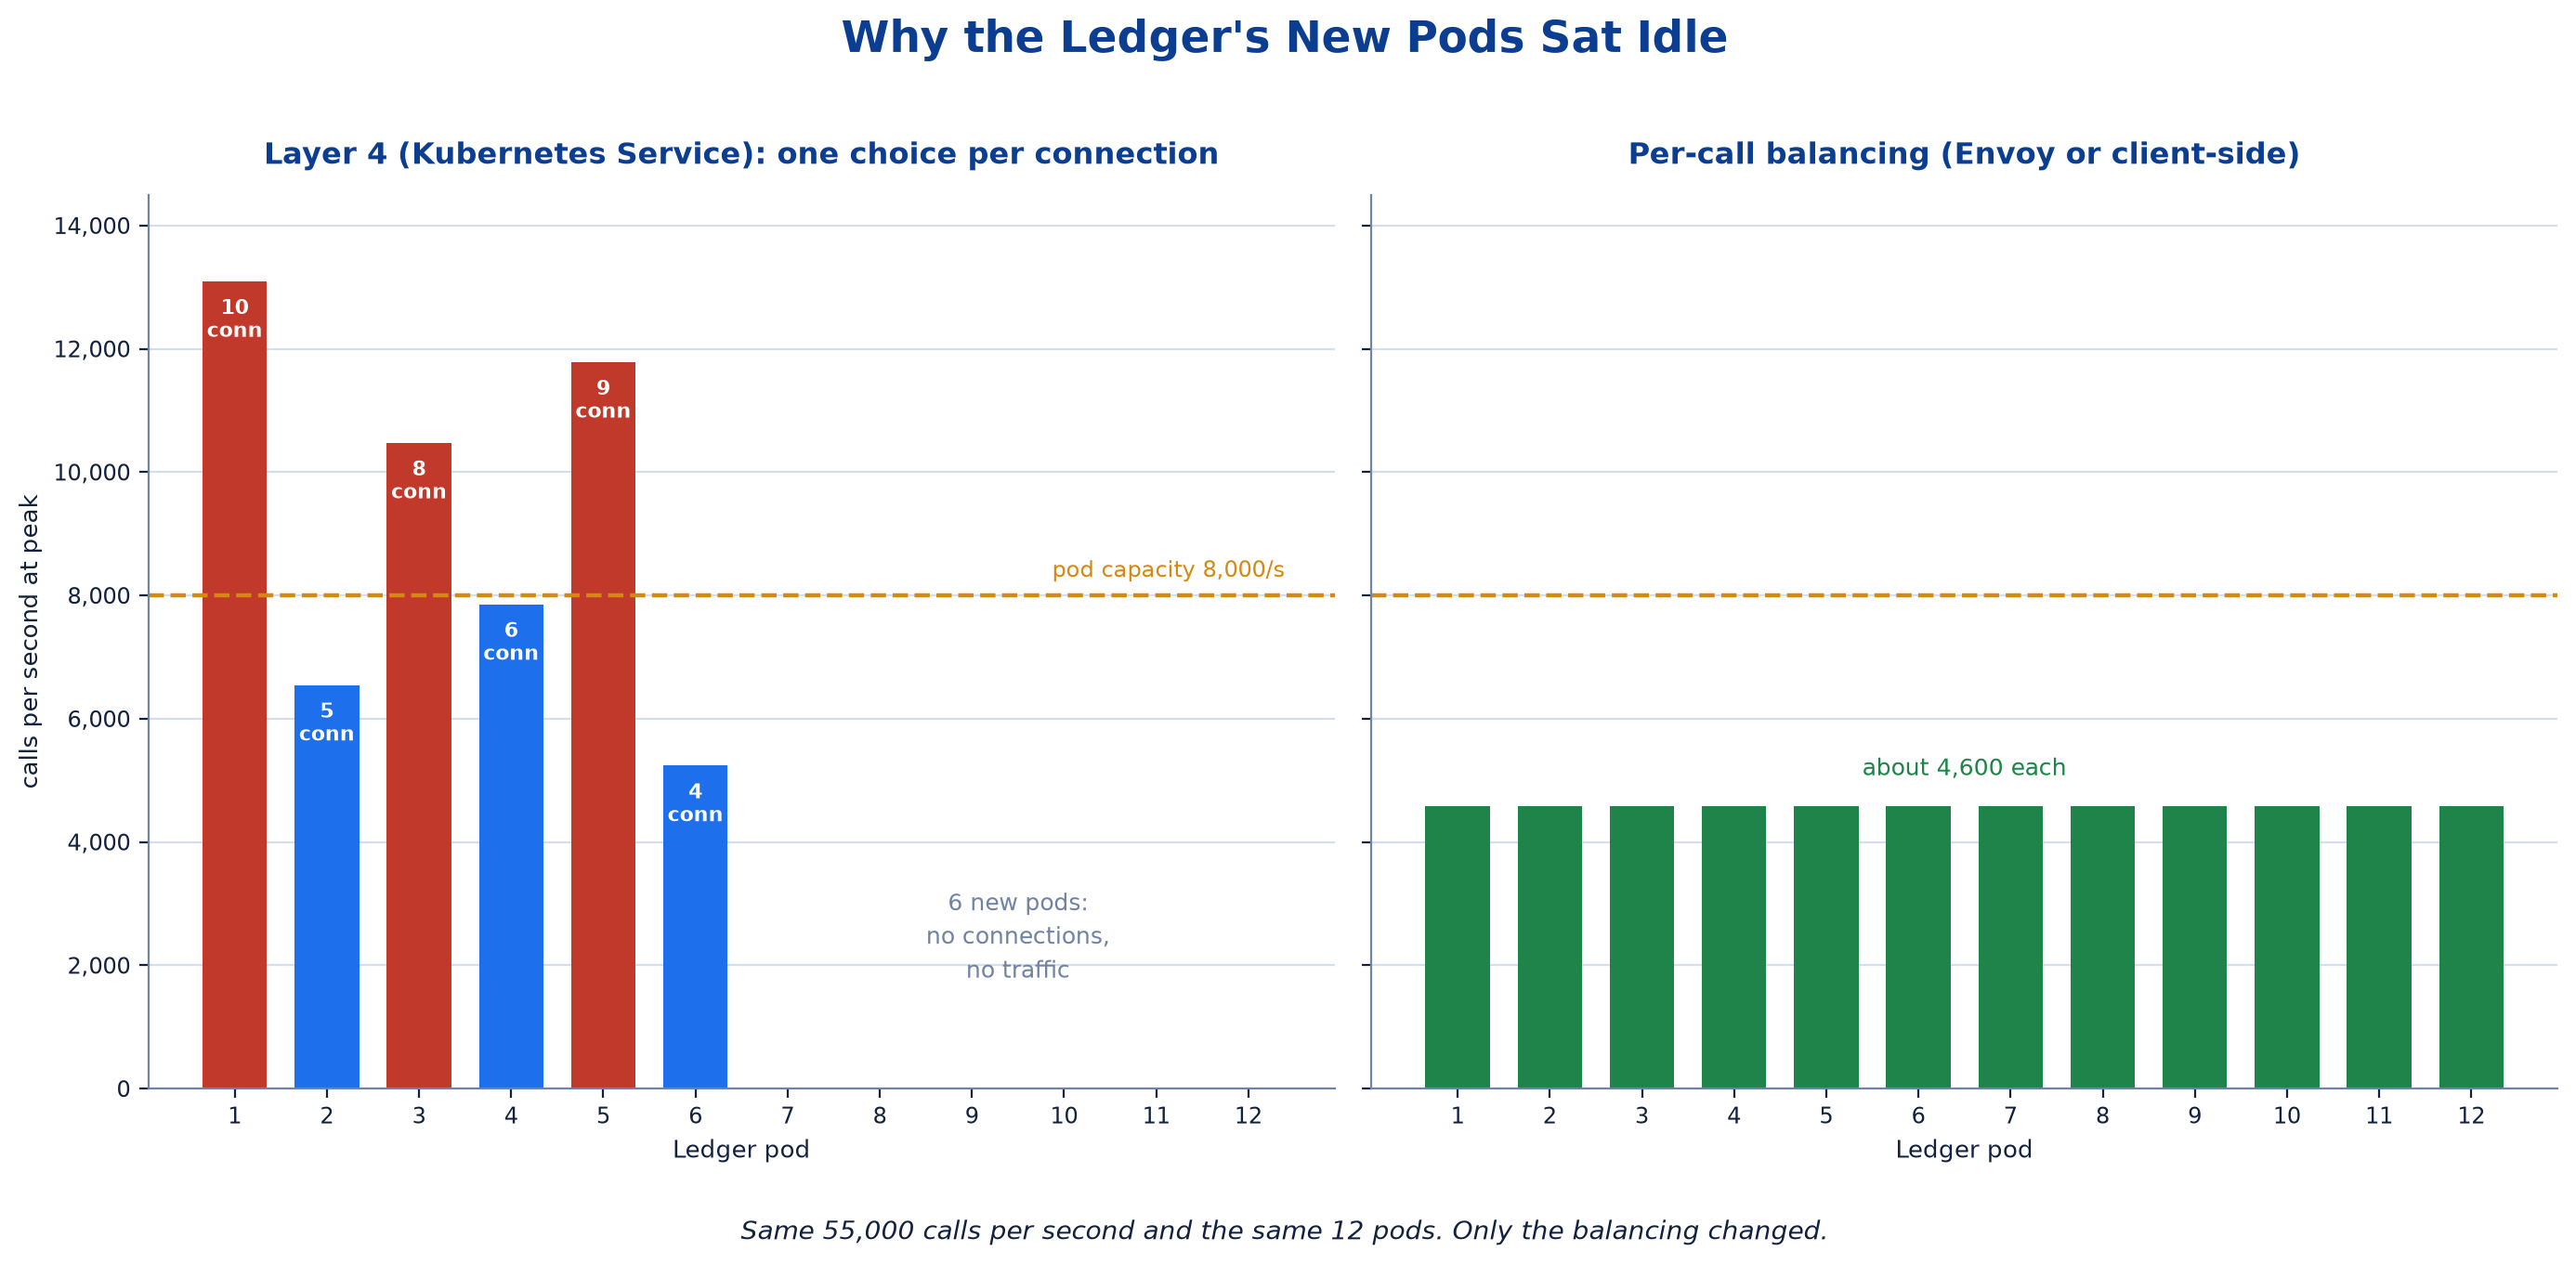 Why the Ledger's New Pods Sat Idle
Layer 4 (Kubernetes Service): one choice per connection
calls per second at peak
14,000
12,000
10,000
8,000
6,000
4,000
2,000
0
10
conn
5
conn
8
conn
6
conn
9
conn
4
conn
pod capacity 8,000/s
6 new pods:
no connections,
no traffic
1 2 3 4 5 6 7 8 9 10 11 12
Ledger pod
Per-call balancing (Envoy or client-side)
about 4,600 each
1 2 3 4 5 6 7 8 9 10 11 12
Ledger pod
Same 55,000 calls per second and the same 12 pods. Only the balancing changed.